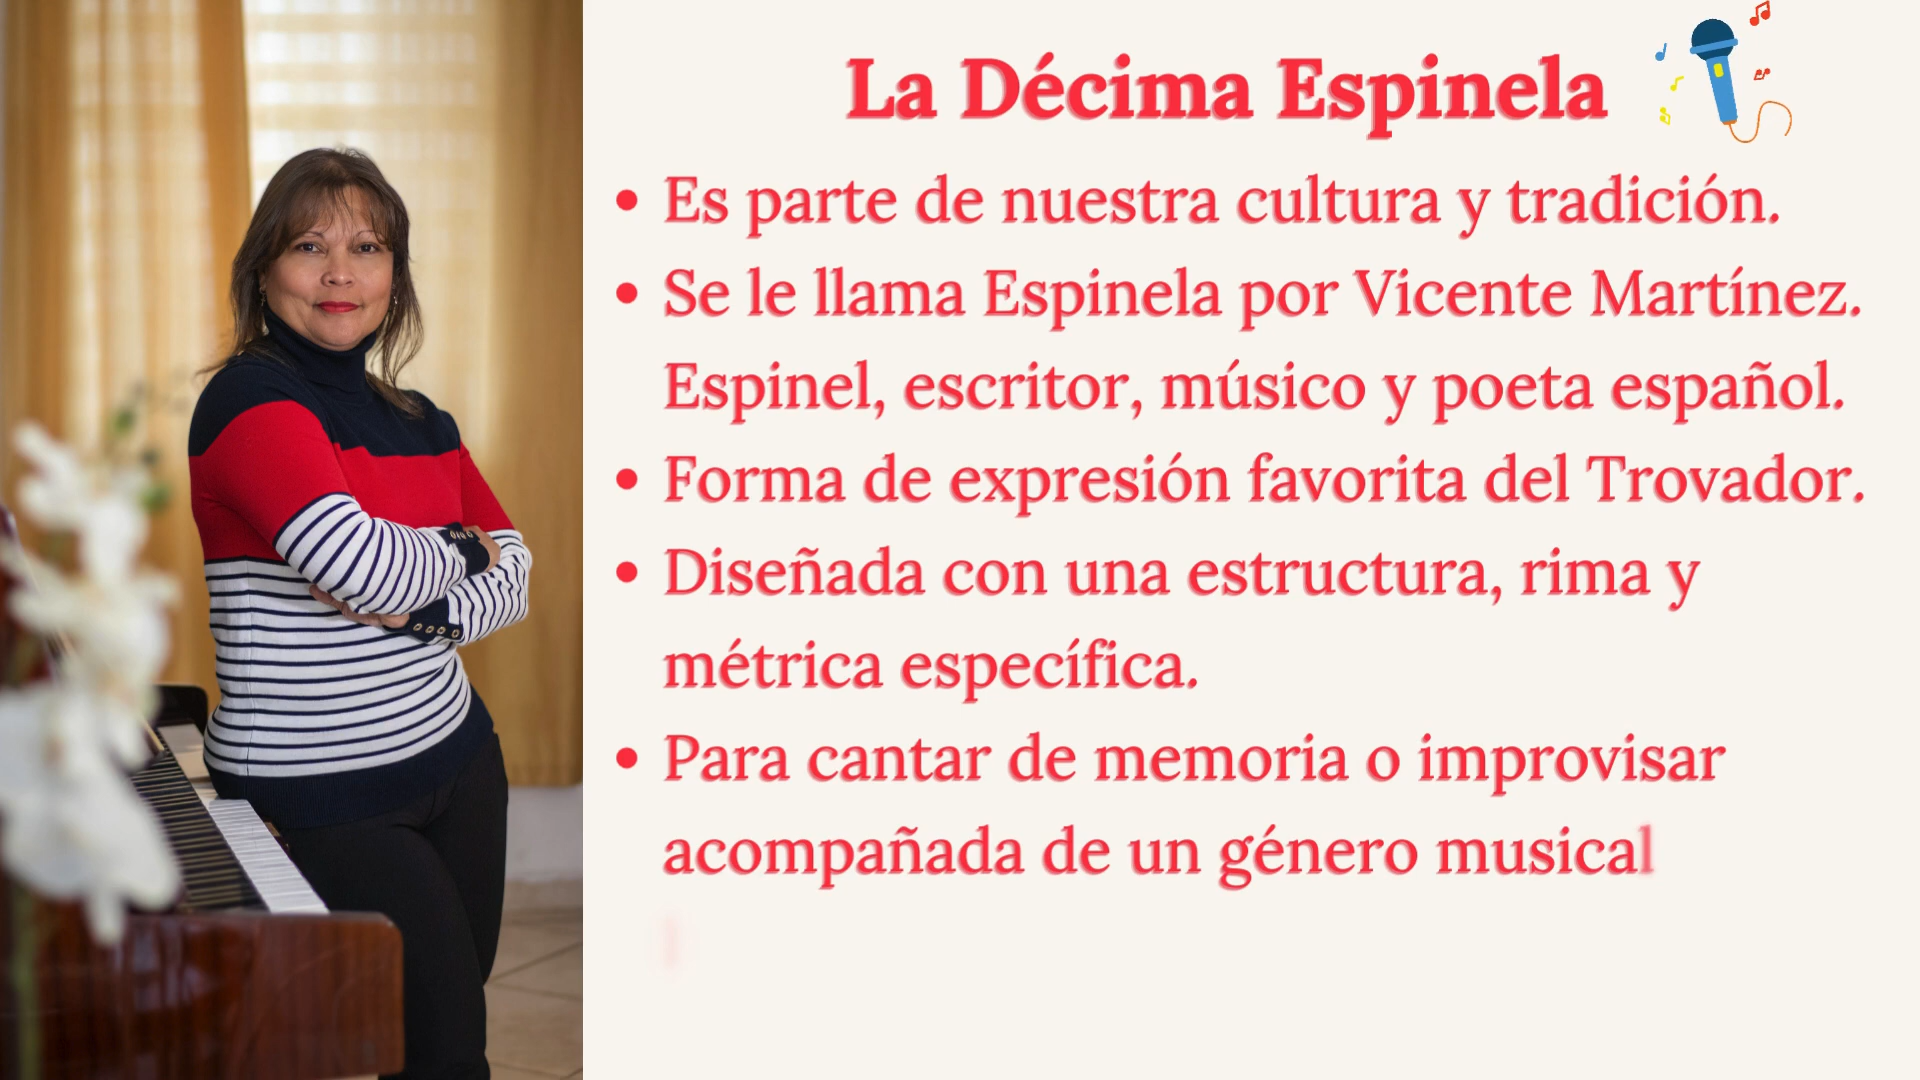 La Décima Espinela
• Es parte de nuestra cultura y tradición.
• Se le llama Espinela por Vicente Martínez.
Espinel, escritor, músico y poeta español.
• Forma de expresión favorita del Trovador.
• Diseñada con una estructura, rima y
métrica específica.
• Para cantar de memoria o improvisar
acompañada de un género musical